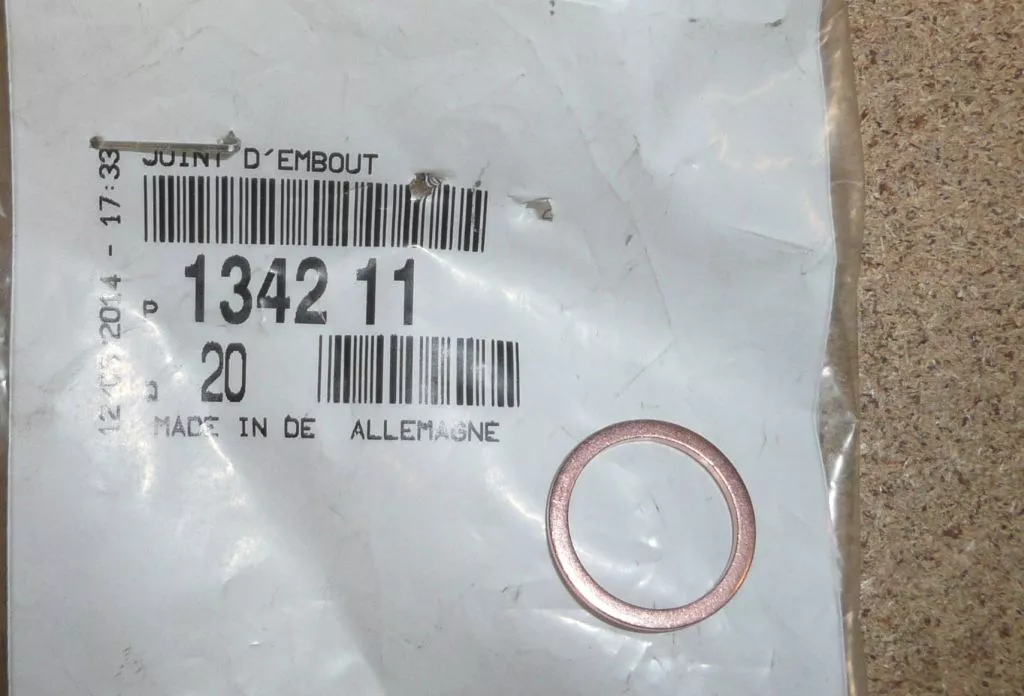 JOINT D'EMBOUT
P 1342 11
20
MADE IN DE ALLEMAGNE
2014 - 17:33